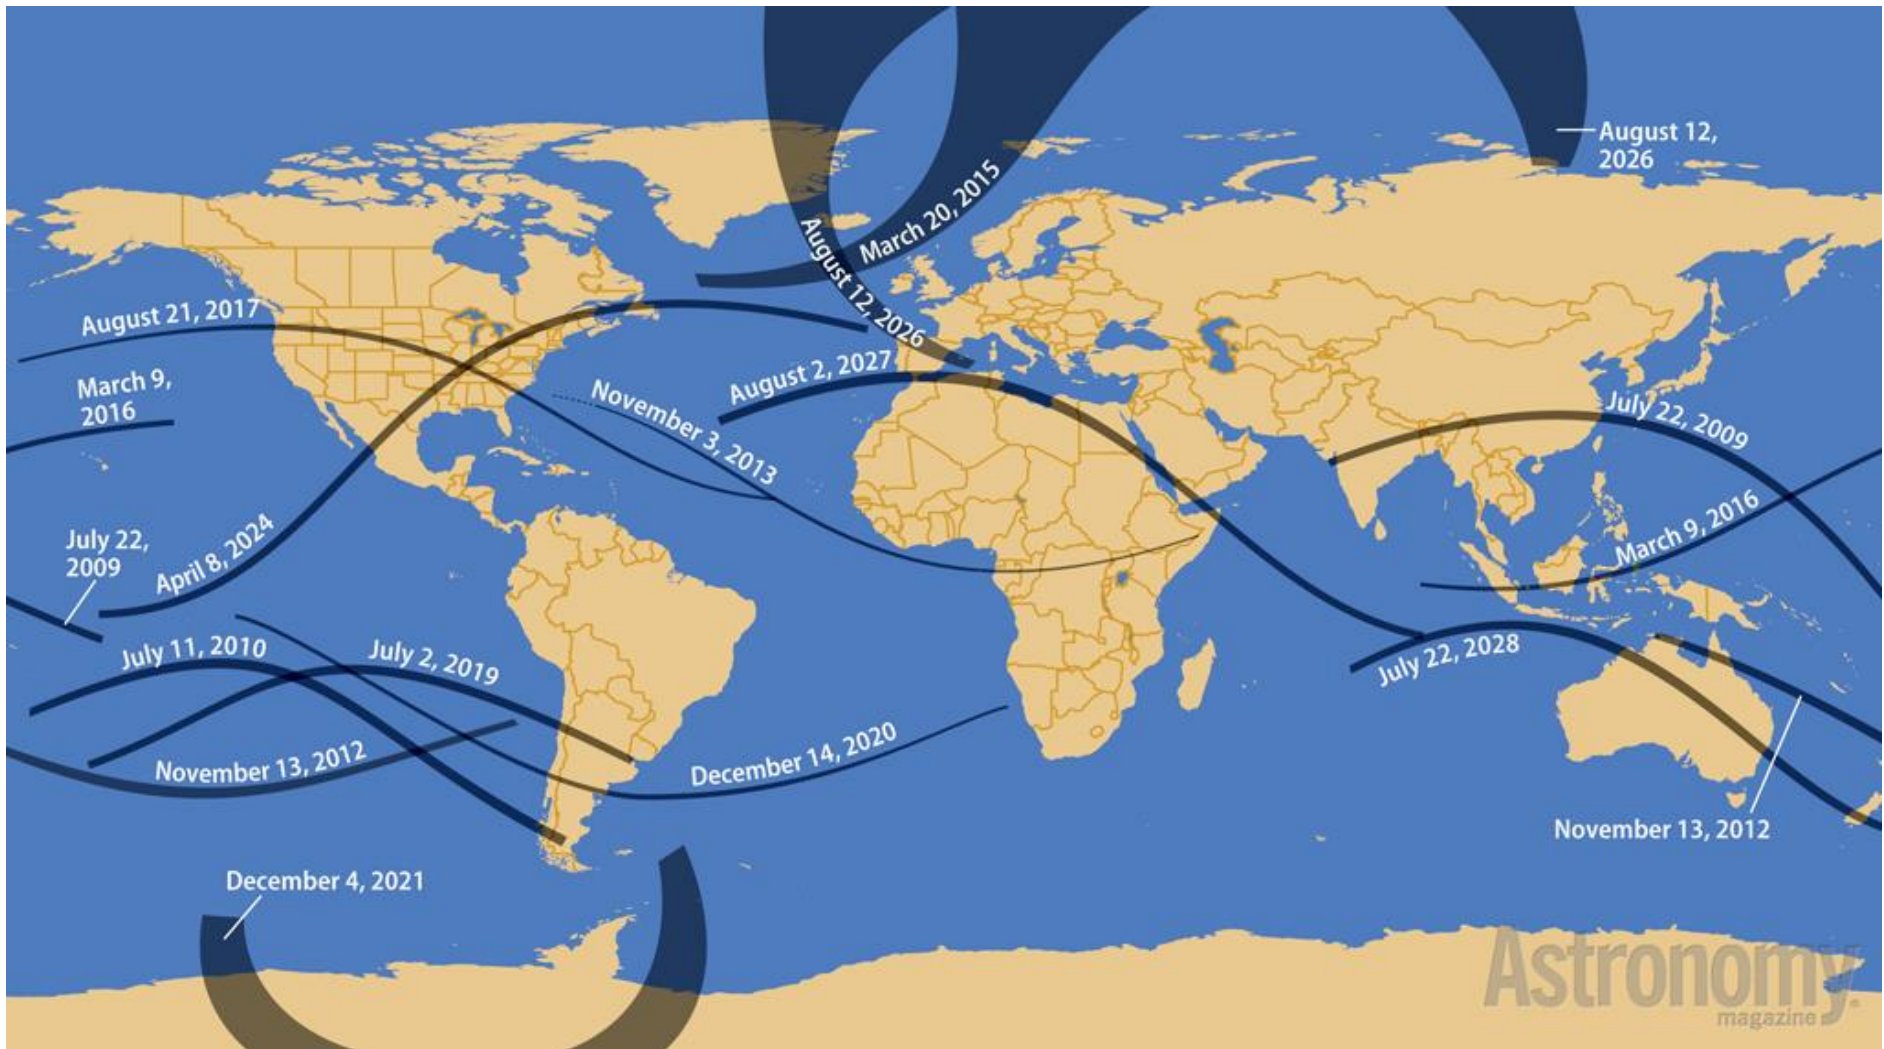 August 12,
2026
March 20, 2015
August 12, 2026
August 21, 2017
March 9,
2016
November 3, 2013
August 2, 2027
July 22, 2009
March 9, 2016
July 22,
2009
April 8, 2024
July 11, 2010
July 2, 2019
July 22, 2028
November 13, 2012
December 14, 2020
November 13, 2012
December 4, 2021
Astronomy
magazine